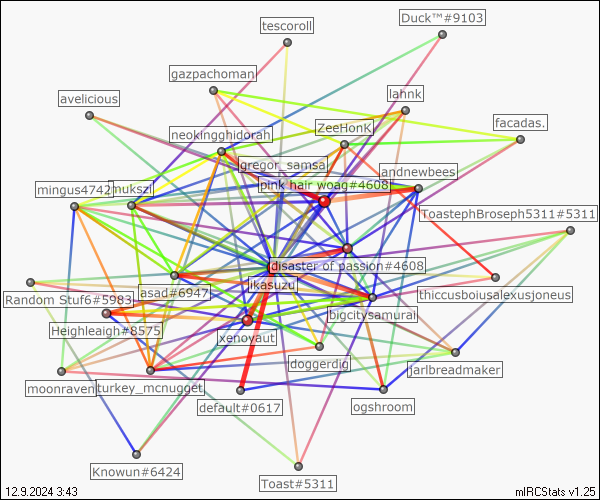 tescoroll
Duck™#9103
gazpachoman
avelicious
lahnk
facadas.
ZeeHonK
neokingghidorah
gregor_samsa
andnewbees
pink hair woag#4608
mingus4742
mukszi
ToastephBroseph5311#5311
disaster of passion#4608
ikasuzu
asad#6947
Random Stuf6#5983
thiccusboiusalexusjoneus
bigcitysamurai
Heighleigh#8575
xenoyaut
doggerdig
jarlbreadmaker
moonraven
turkey_mcnugget
default#0617
ogshroom
Knowun#6424
Toast#5311
12.9.2024 3:43
mIRCStats v1.25